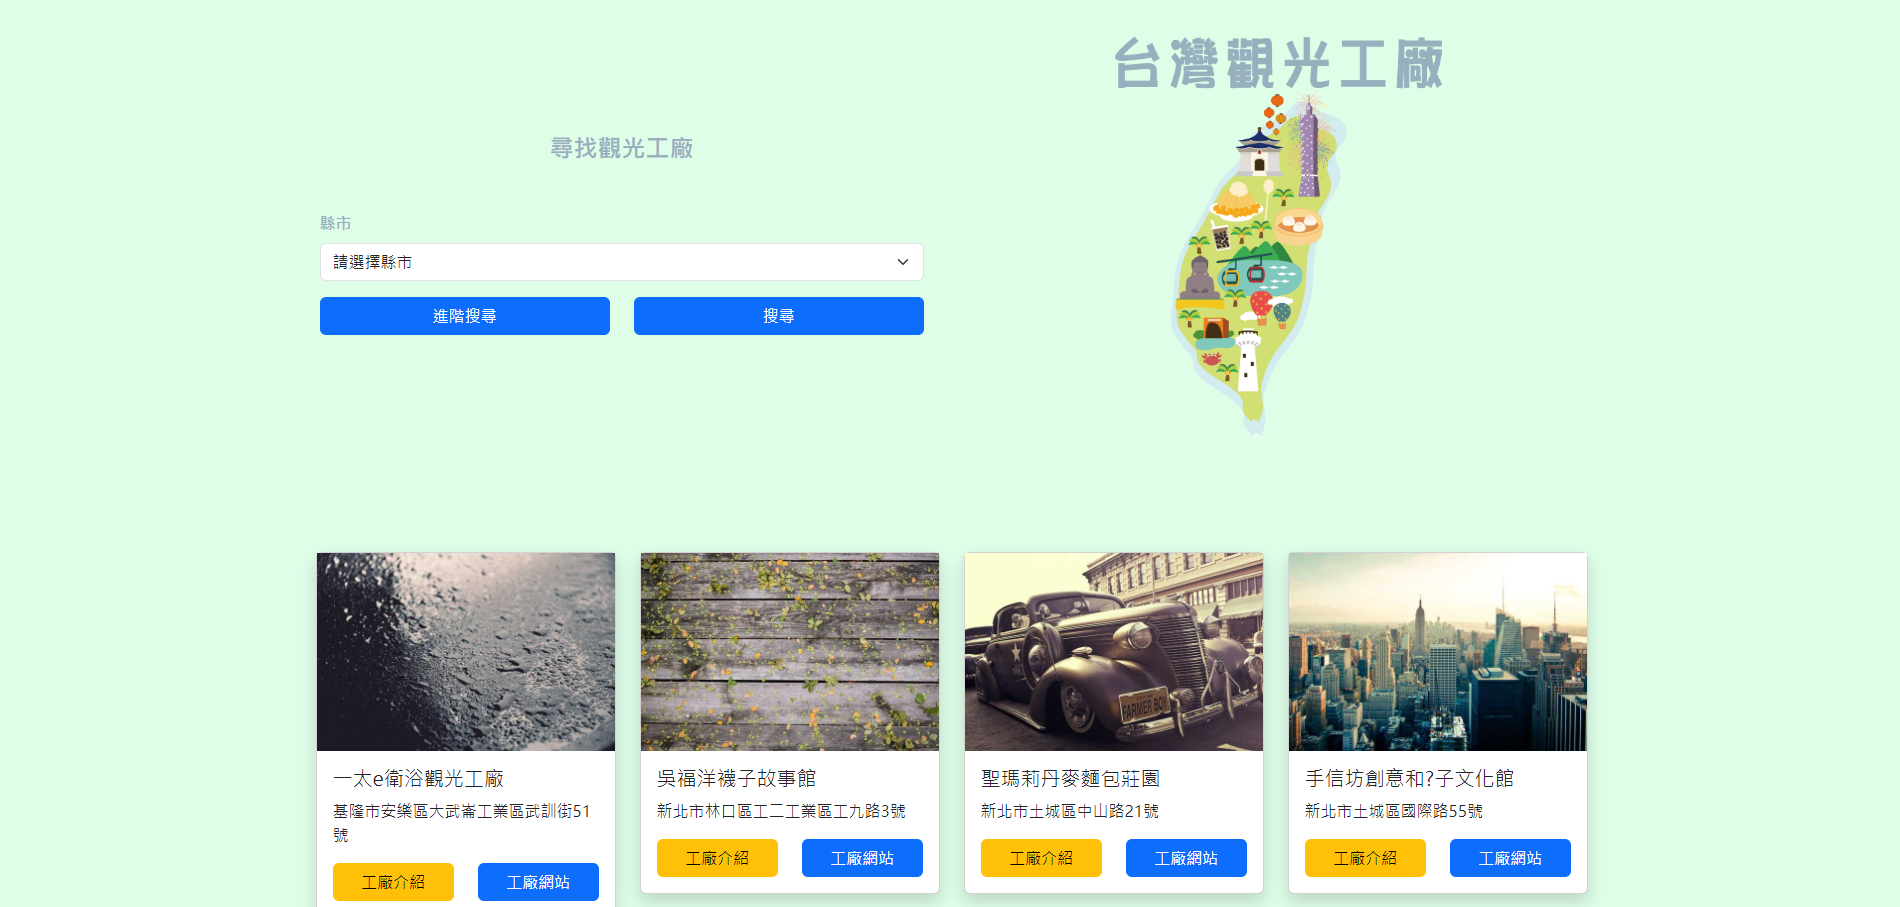 台灣觀光工廠
尋找觀光工廠
縣市
請選擇縣市
進階搜尋
搜尋
FARMER BOY
一太e衛浴觀光工廠
基隆市安樂區大武崙工業區武訓街51
號
工廠介紹
工廠網站
吳福洋襪子故事館
新北市林口區工二工業區工九路3號
工廠介紹
工廠網站
聖瑪莉丹麥麵包莊園
新北市土城區中山路21號
工廠介紹
工廠網站
手信坊創意和?子文化館
新北市土城區國際路55號
工廠介紹
工廠網站